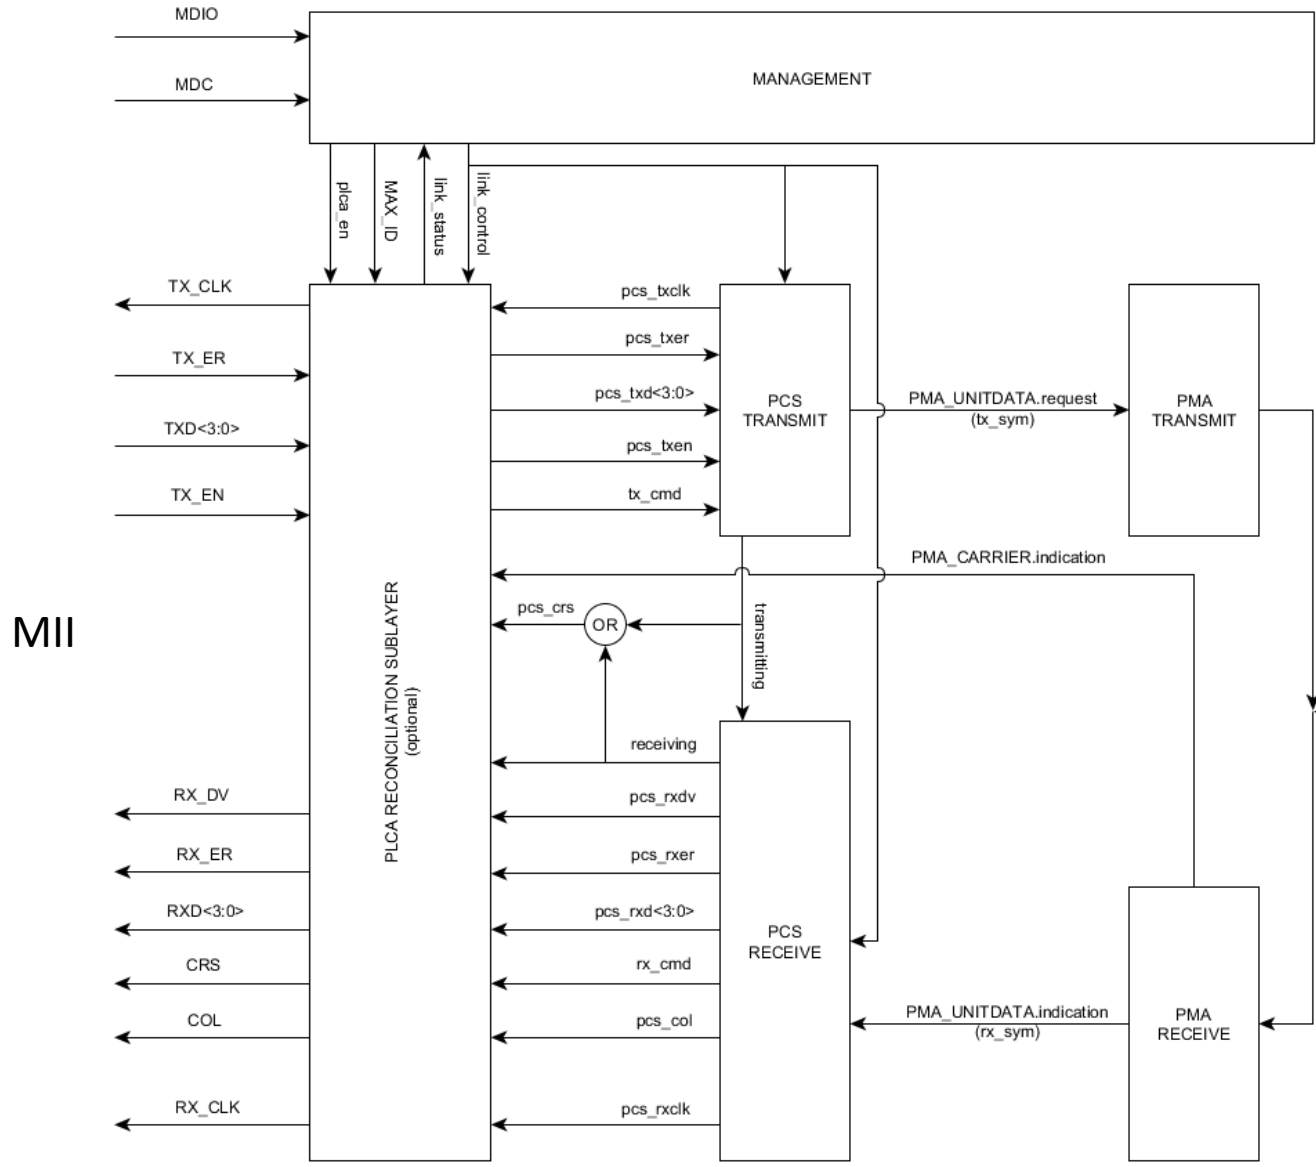 MDIO
MANAGEMENT
MDC
plca_en
MAX_ID
link_status
link_control
TX_CLK
pcs_txclk
TX_ER
pcs_txer
TXD<3:0>
pcs_txd<3:0>
PCS
TRANSMIT
PMA_UNITDATA.request
(tx_sym)
PMA
TRANSMIT
pcs_txen
TX_EN
tx_cmd
PMA_CARRIER.indication
pcs_crs
OR
transmitting
MII
PLCA RECONCILIATION SUBLAYER
(optional)
receiving
RX_DV
pcs_rxdv
RX_ER
pcs_rxer
RXD<3:0>
pcs_rxd<3:0>
PCS
RECEIVE
CRS
rx_cmd
COL
pcs_col
PMA_UNITDATA.indication
(rx_sym)
PMA
RECEIVE
RX_CLK
pcs_rxclk